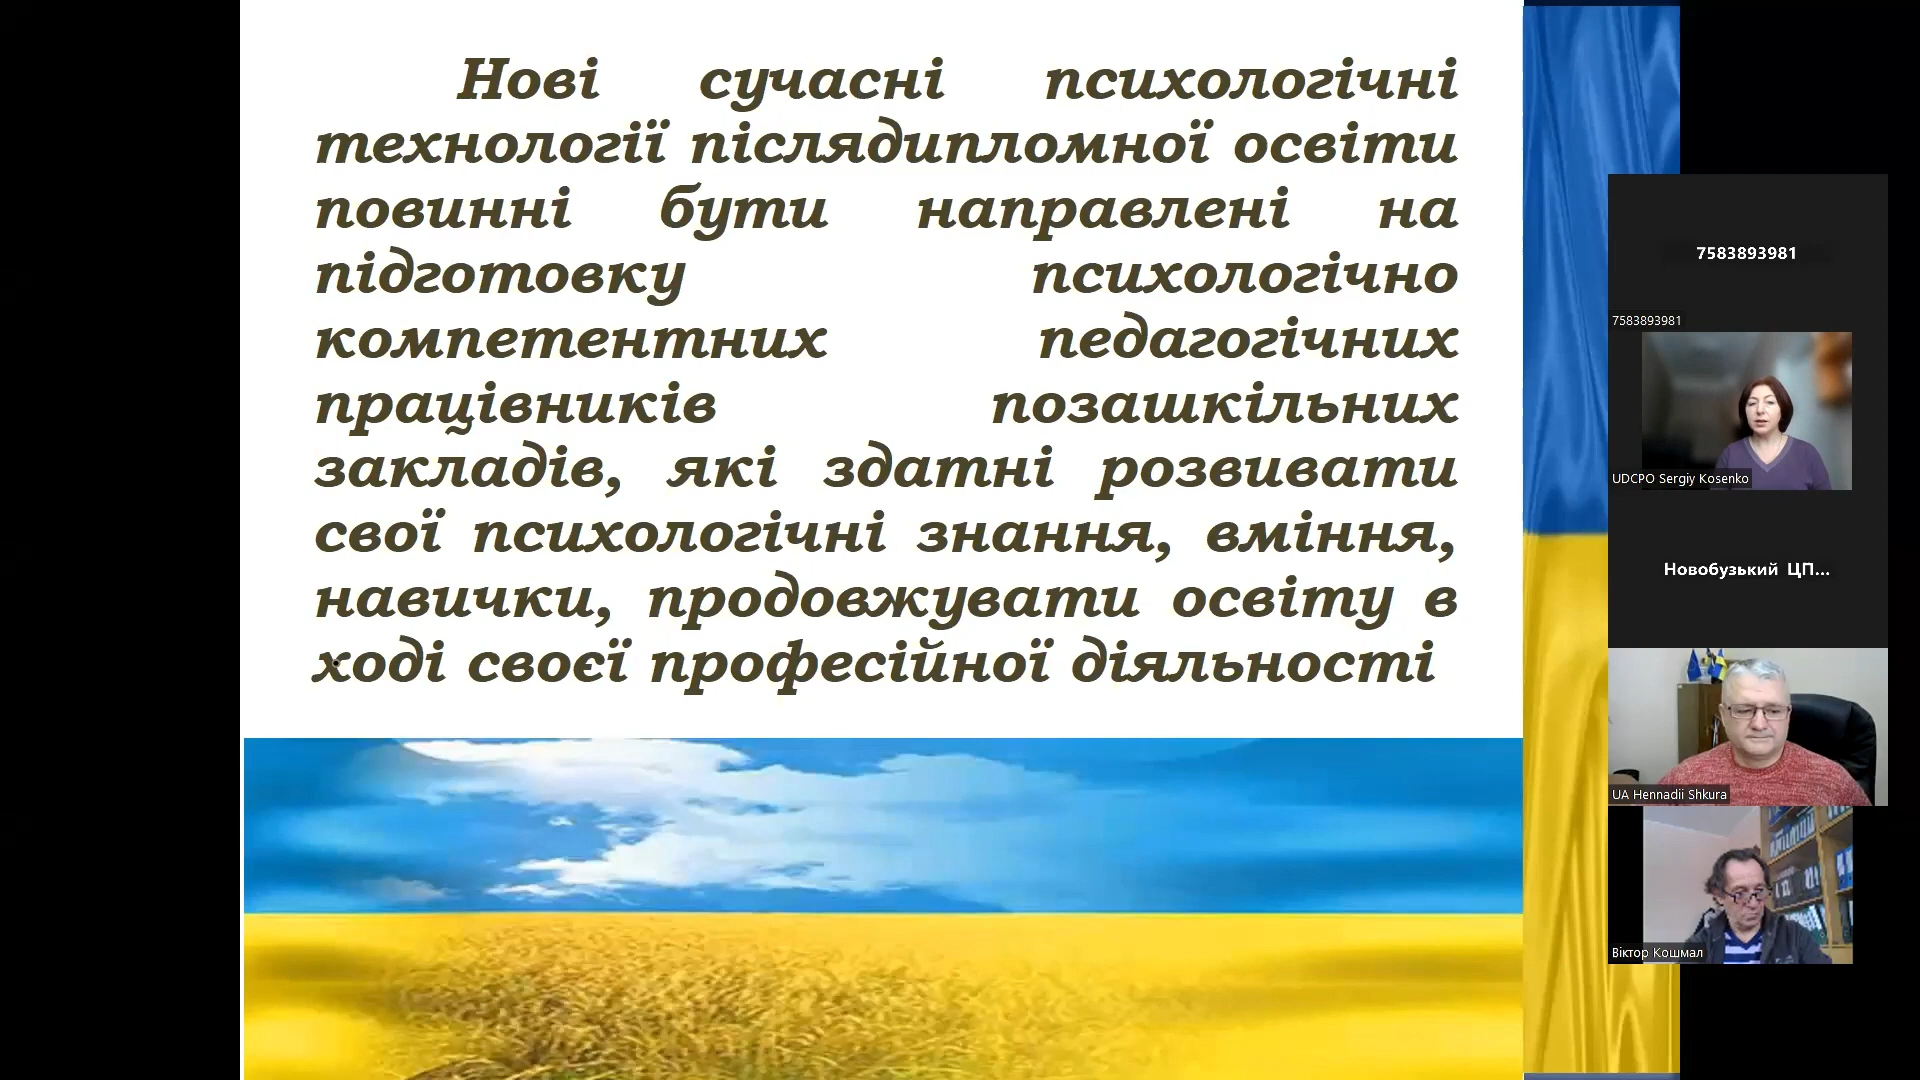 Нові сучасні психологічні
технології післядипломної освіти
повинні бути направлені на
підготовку психологічно
компетентних педагогічних
працівників позашкільних
закладів, які здатні розвивати
свої психологічні знання, вміння,
навички, продовжувати освіту в
ході своєї професійної діяльності
7583893981
7583893981
UDCPO Sergiy Kosenko
Новобузький ЦП...
UA Hennadii Shkura
Віктор Кошмал